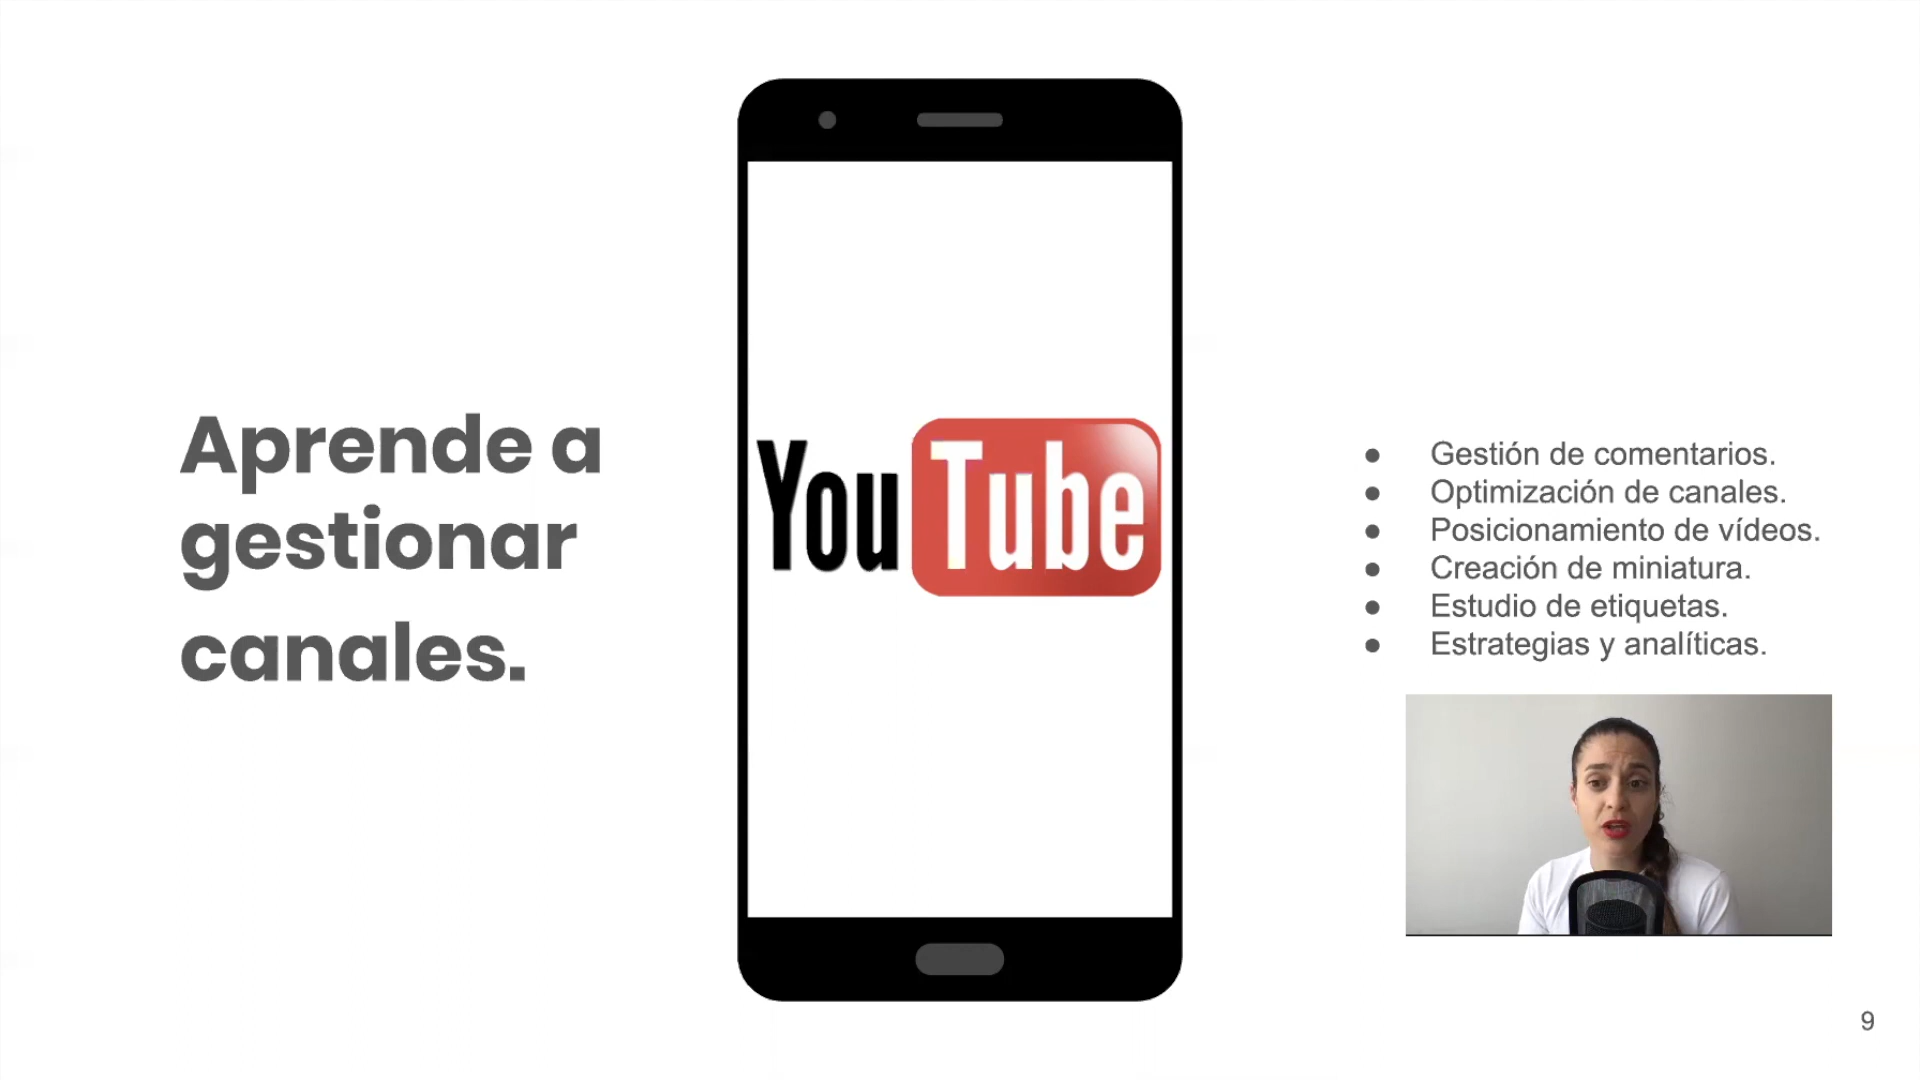 Aprende a
gestionar
canales.
YouTube
● Gestión de comentarios.
● Optimización de canales.
● Posicionamiento de vídeos.
● Creación de miniatura.
● Estudio de etiquetas.
● Estrategias y analíticas.
9